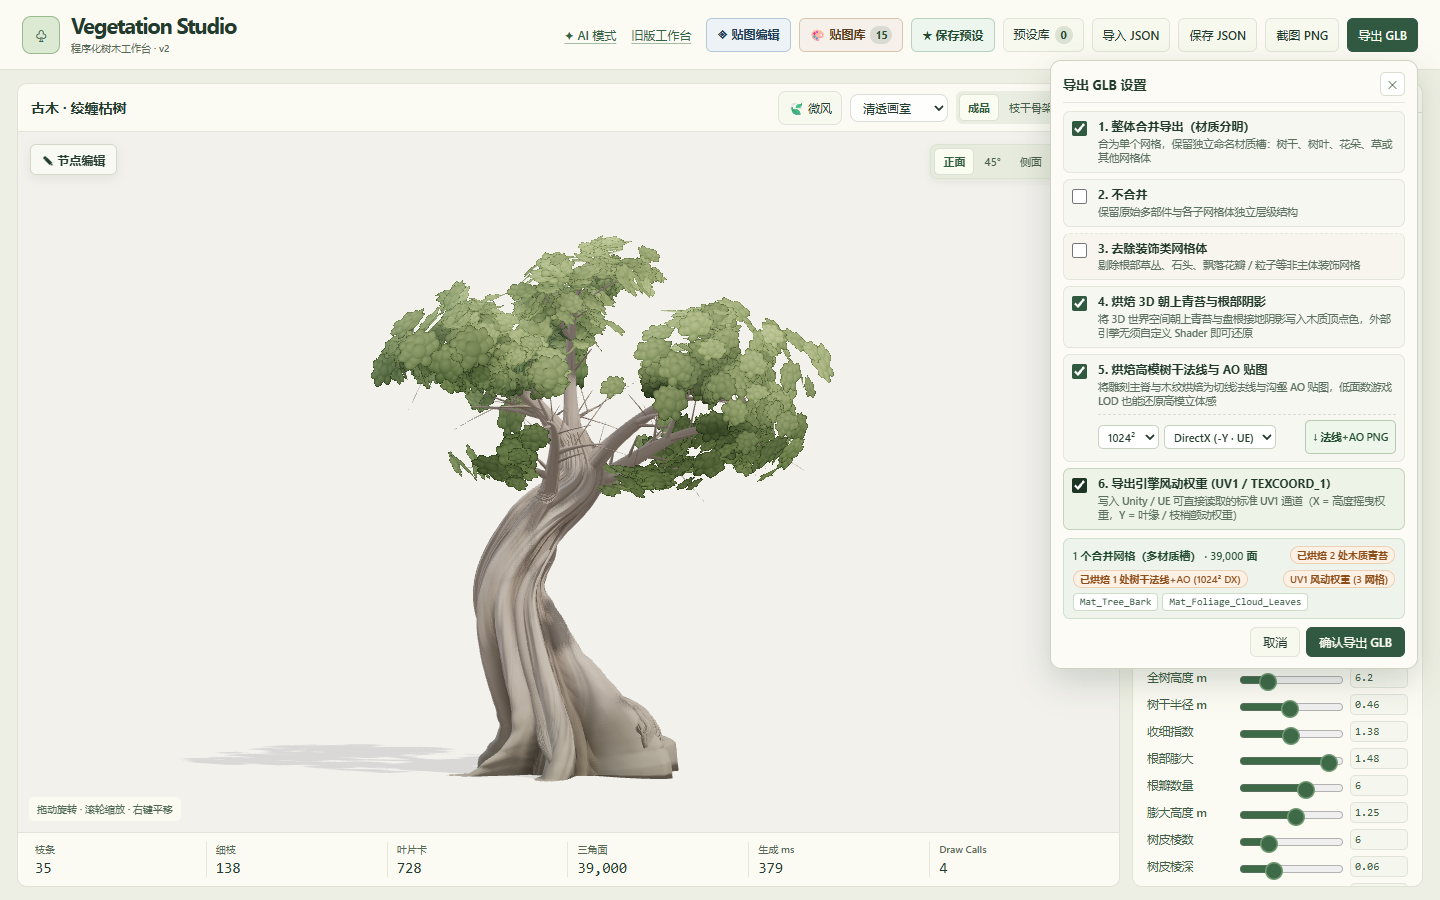 Vegetation Studio
程序化树木工作台 · v2
✦ AI 模式
旧版工作台
◈ 贴图编辑
贴图库 15
★ 保存预设
预设库 0
导入 JSON
保存 JSON
截图 PNG
导出 GLB
古木 · 绞缠枯树
微风
清透画室
成品
枝干骨架
节点编辑
正面
45°
侧面
导出 GLB 设置
×
1. 整体合并导出（材质分明）
合为单个网格，保留独立命名材质槽：树干、树叶、花朵、草或
其他网格体
2. 不合并
保留原始多部件与各子网格体独立层级结构
3. 去除装饰类网格体
剔除根部草丛、石头、飘落花瓣 / 粒子等非主体装饰网格
4. 烘焙 3D 朝上青苔与根部阴影
将 3D 世界空间朝上青苔与盘根接地阴影写入木质顶点色，外部
引擎无须自定义 Shader 即可还原
5. 烘焙高模树干法线与 AO 贴图
将雕刻主脊与木纹烘焙为切线法线与沟壑 AO 贴图，低面数游戏
LOD 也能还原高模立体感
1024²
DirectX (-Y · UE)
↓ 法线+AO PNG
6. 导出引擎风动权重 (UV1 / TEXCOORD_1)
写入 Unity / UE 可直接读取的标准 UV1 通道（X = 高度摇曳权
重，Y = 叶缘 / 枝梢颤动权重）
1 个合并网格（多材质槽） · 39,000 面
已烘焙 2 处木质青苔
已烘焙 1 处树干法线+AO (1024² DX)
UV1 风动权重 (3 网格)
Mat_Tree_Bark
Mat_Foliage_Cloud_Leaves
取消
确认导出 GLB
全树高度 m
6.2
树干半径 m
0.46
收细指数
1.38
根部膨大
1.48
根瓣数量
6
膨大高度 m
1.25
树皮棱数
6
树皮棱深
0.06
拖动旋转 · 滚轮缩放 · 右键平移
枝条
35
细枝
138
叶片卡
728
三角面
39,000
生成 ms
379
Draw Calls
4